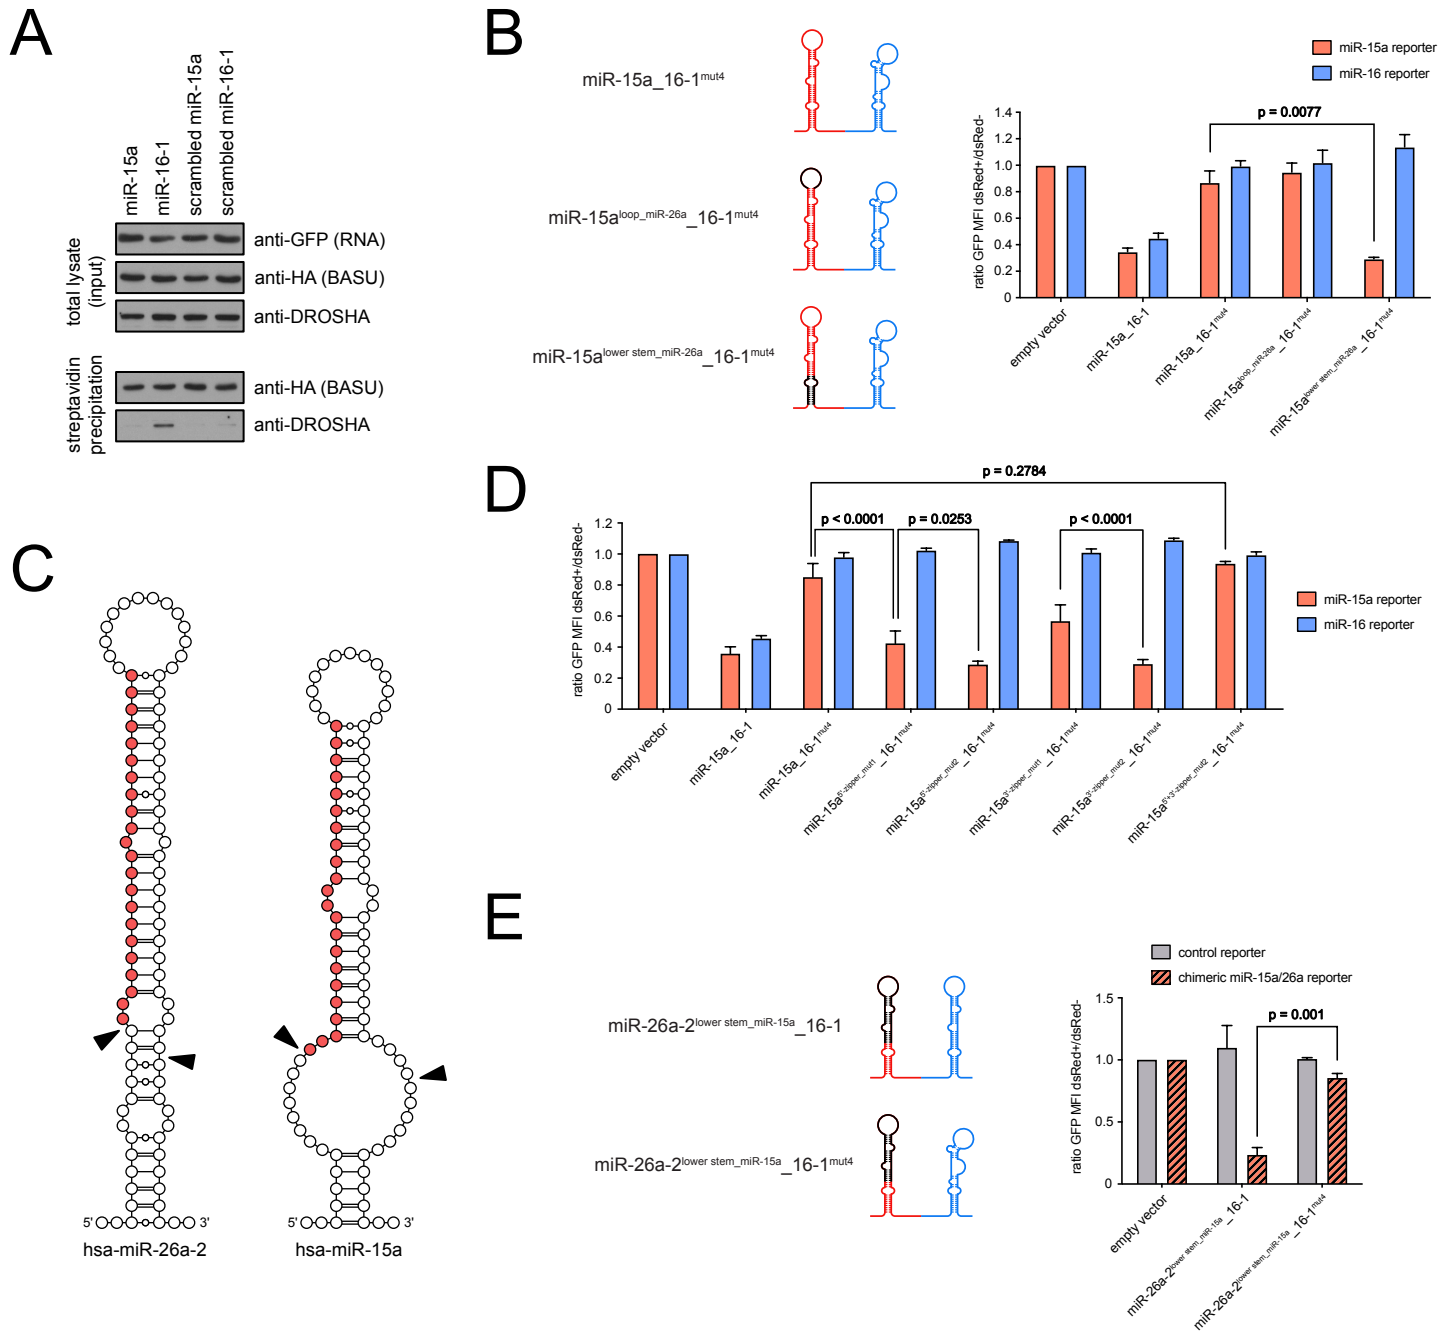 A
miR-15a
miR-16-1
scrambled miR-15a
scrambled miR-16-1
total lysate
(input)
anti-GFP (RNA)
anti-HA (BASU)
anti-DROSHA
streptavidin
precipitation
anti-HA (BASU)
anti-DROSHA
B
miR-15a_16-1mut4
miR-15aloop_miR-26a_16-1mut4
miR-15alower stem_miR-26a_16-1mut4
miR-15a reporter
miR-16 reporter
ratio GFP MFI dsRed+/dsRed-
1.4
1.2
1.0
0.8
0.6
0.4
0.2
0
p = 0.0077
empty vector
miR-15a_16-1
miR-15a_16-1mut4
miR-15aloop_miR-26a_16-1mut4
miR-15alower stem_miR-26a_16-1mut4
C
5'
3'
hsa-miR-26a-2
5'
3'
hsa-miR-15a
D
ratio GFP MFI dsRed+/dsRed-
1.2
1.0
0.8
0.6
0.4
0.2
0
p = 0.2784
p < 0.0001
p = 0.0253
p < 0.0001
miR-15a reporter
miR-16 reporter
empty vector
miR-15a_16-1
miR-15a_16-1mut4
miR-15a5'-zipper_mut1_16-1mut4
miR-15a5'-zipper_mut2_16-1mut4
miR-15a3'-zipper_mut1_16-1mut4
miR-15a3'-zipper_mut2_16-1mut4
miR-15a5'+3'-zipper_mut2_16-1mut4
E
miR-26a-2lower stem_miR-15a_16-1
miR-26a-2lower stem_miR-15a_16-1mut4
control reporter
chimeric miR-15a/26a reporter
ratio GFP MFI dsRed+/dsRed-
1.5
1.0
0.5
0
p = 0.001
empty vector
miR-26a-2lower stem_miR-15a_16-1
miR-26a-2lower stem_miR-15a_16-1mut4